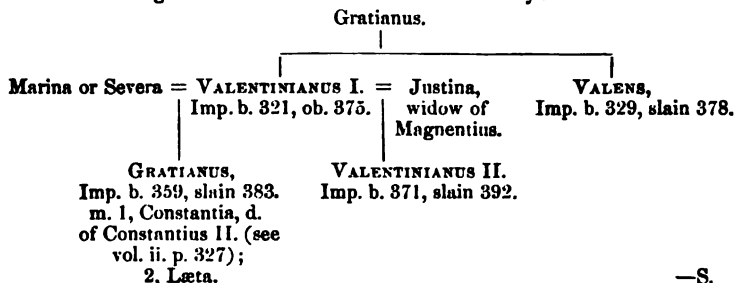 Gratianus.
Marina or Severa = VALENTINIANUS I. = Justina, VALENS,
Imp. b. 321, ob. 375. widow of Imp. b. 329, slain 378.
Magnentius.
GRATIANUS, VALENTINIANUS II.
Imp. b. 359, slain 383. Imp. b. 371, slain 392.
m. 1, Constantia, d.
of Constantius II. (see
vol. ii. p. 327);
2, Læta. —S.